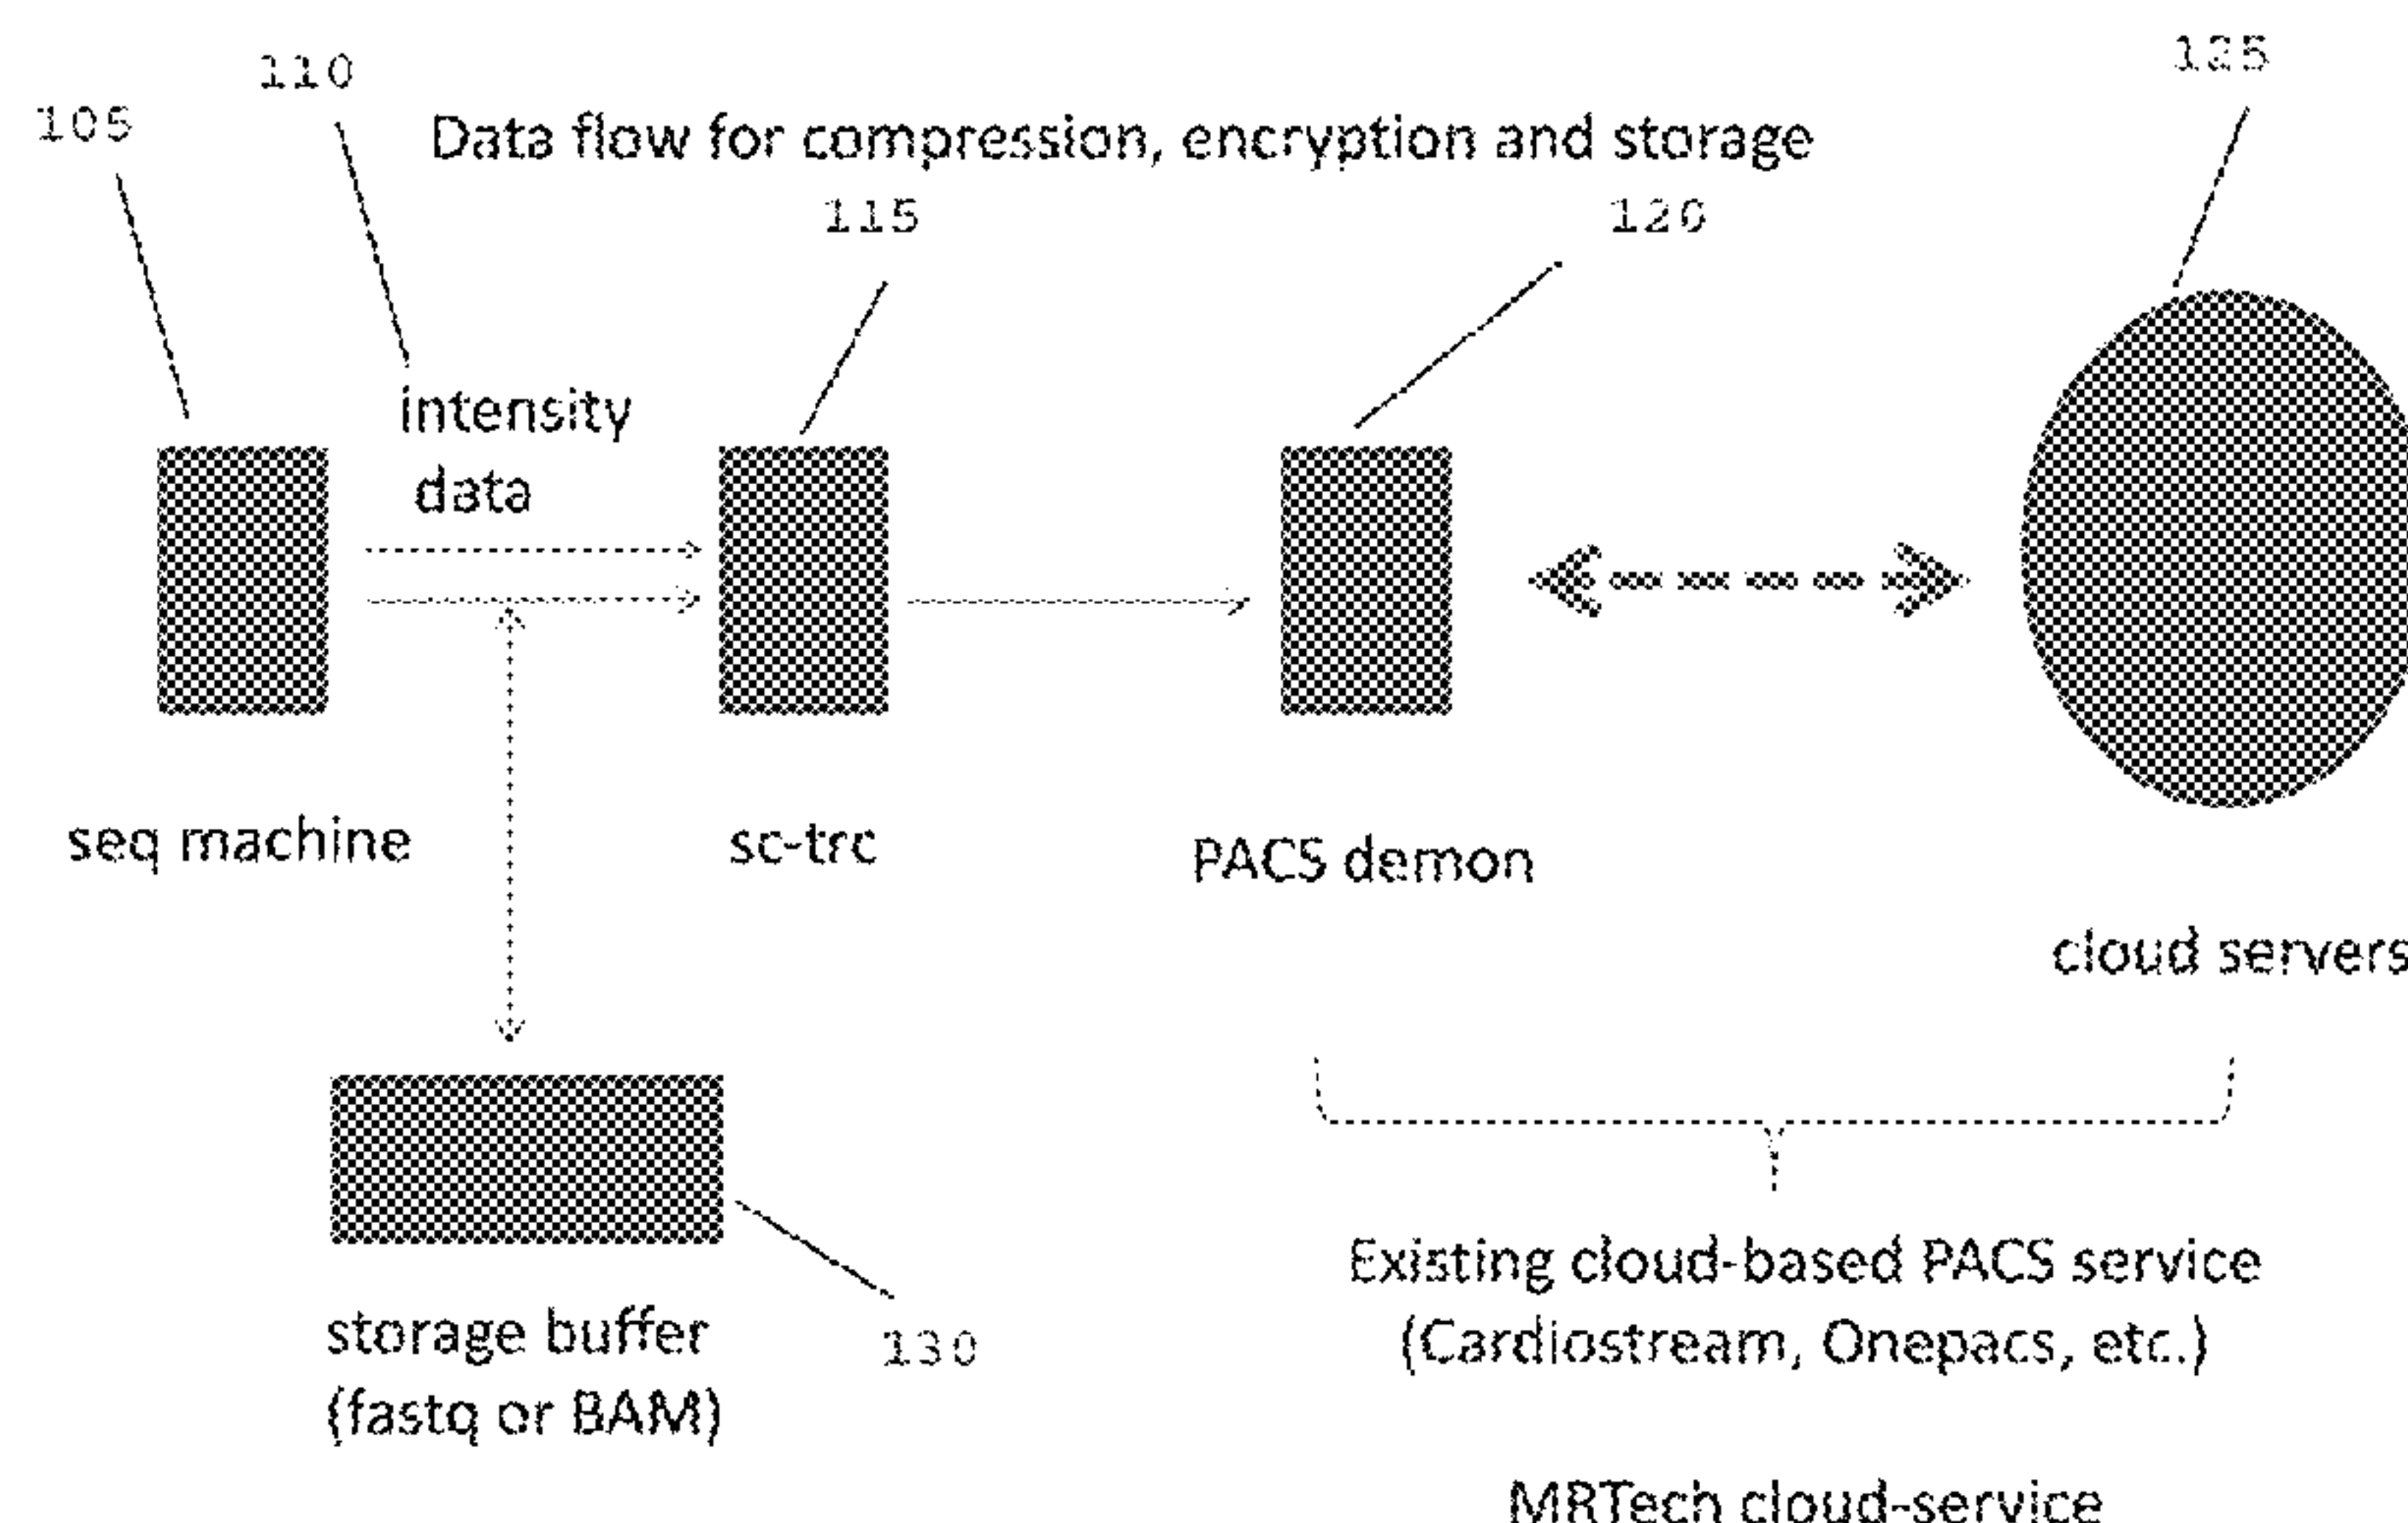 125
110
105
Data flow for compression, encryption and storage
115
120
intensity
data
seq machine
sc-trc
PACS demon
cloud servers
storage buffer
(fastq or BAM)
130
Existing cloud-based PACS service
(Cardiostream, Onepacs, etc.)
MRTech cloud-service